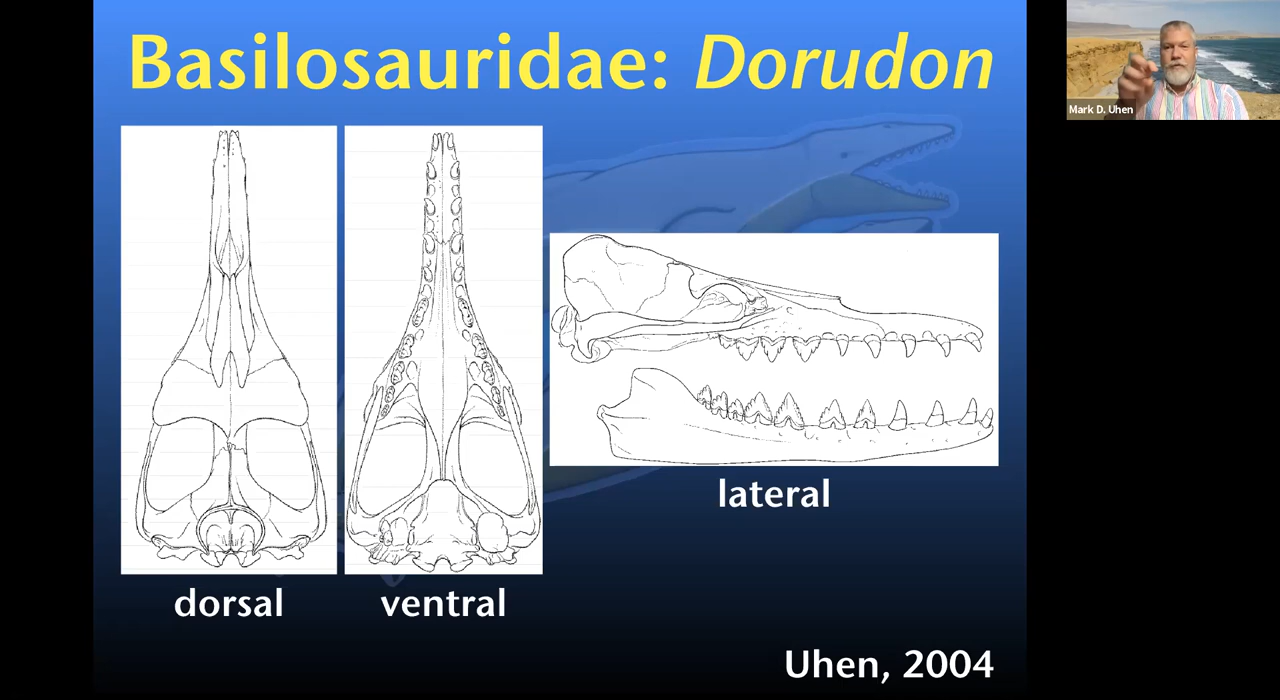 Basilosauridae: Dorudon
Mark D. Uhen
lateral
dorsal
ventral
Uhen, 2004